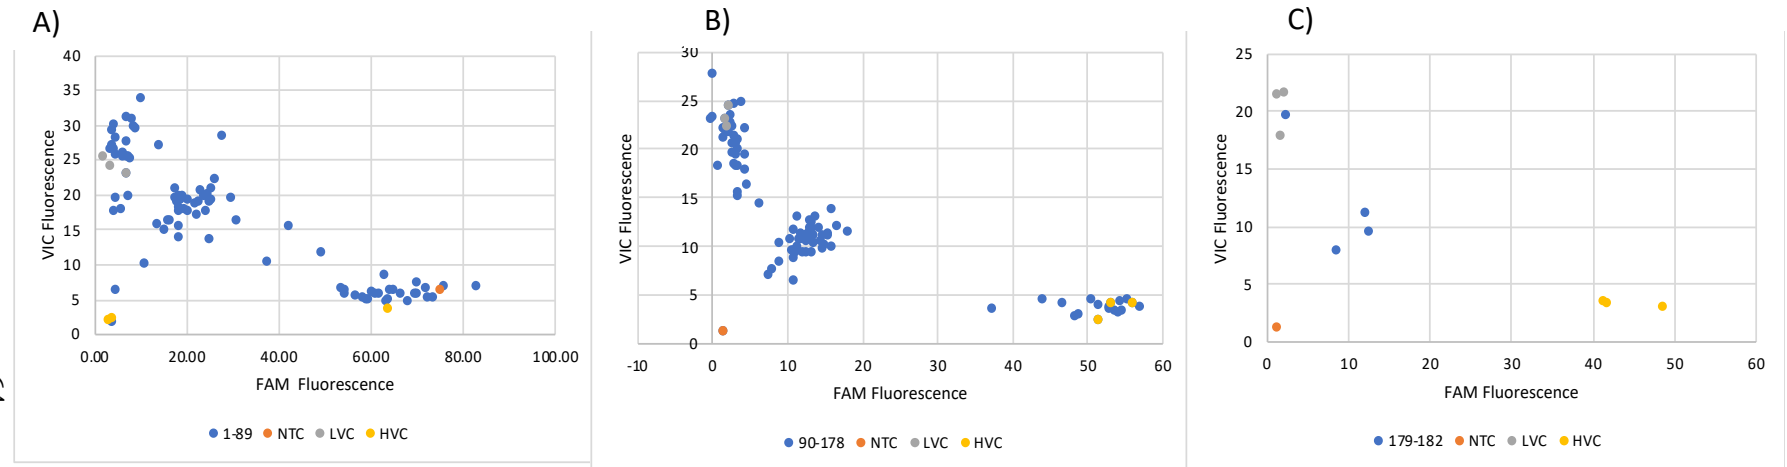 A)
B)
C)
40
35
30
25
20
15
10
5
0
0.00 20.00 40.00 60.00 80.00 100.00
VIC Fluorescence
FAM Fluorescence
1-89 NTC LVC HVC
30
25
20
15
10
5
0
-10 0 10 20 30 40 50 60
VIC Fluorescence
FAM Fluorescence
90-178 NTC LVC HVC
25
20
15
10
5
0
0 10 20 30 40 50 60
VIC Fluorescence
FAM Fluorescence
179-182 NTC LVC HVC